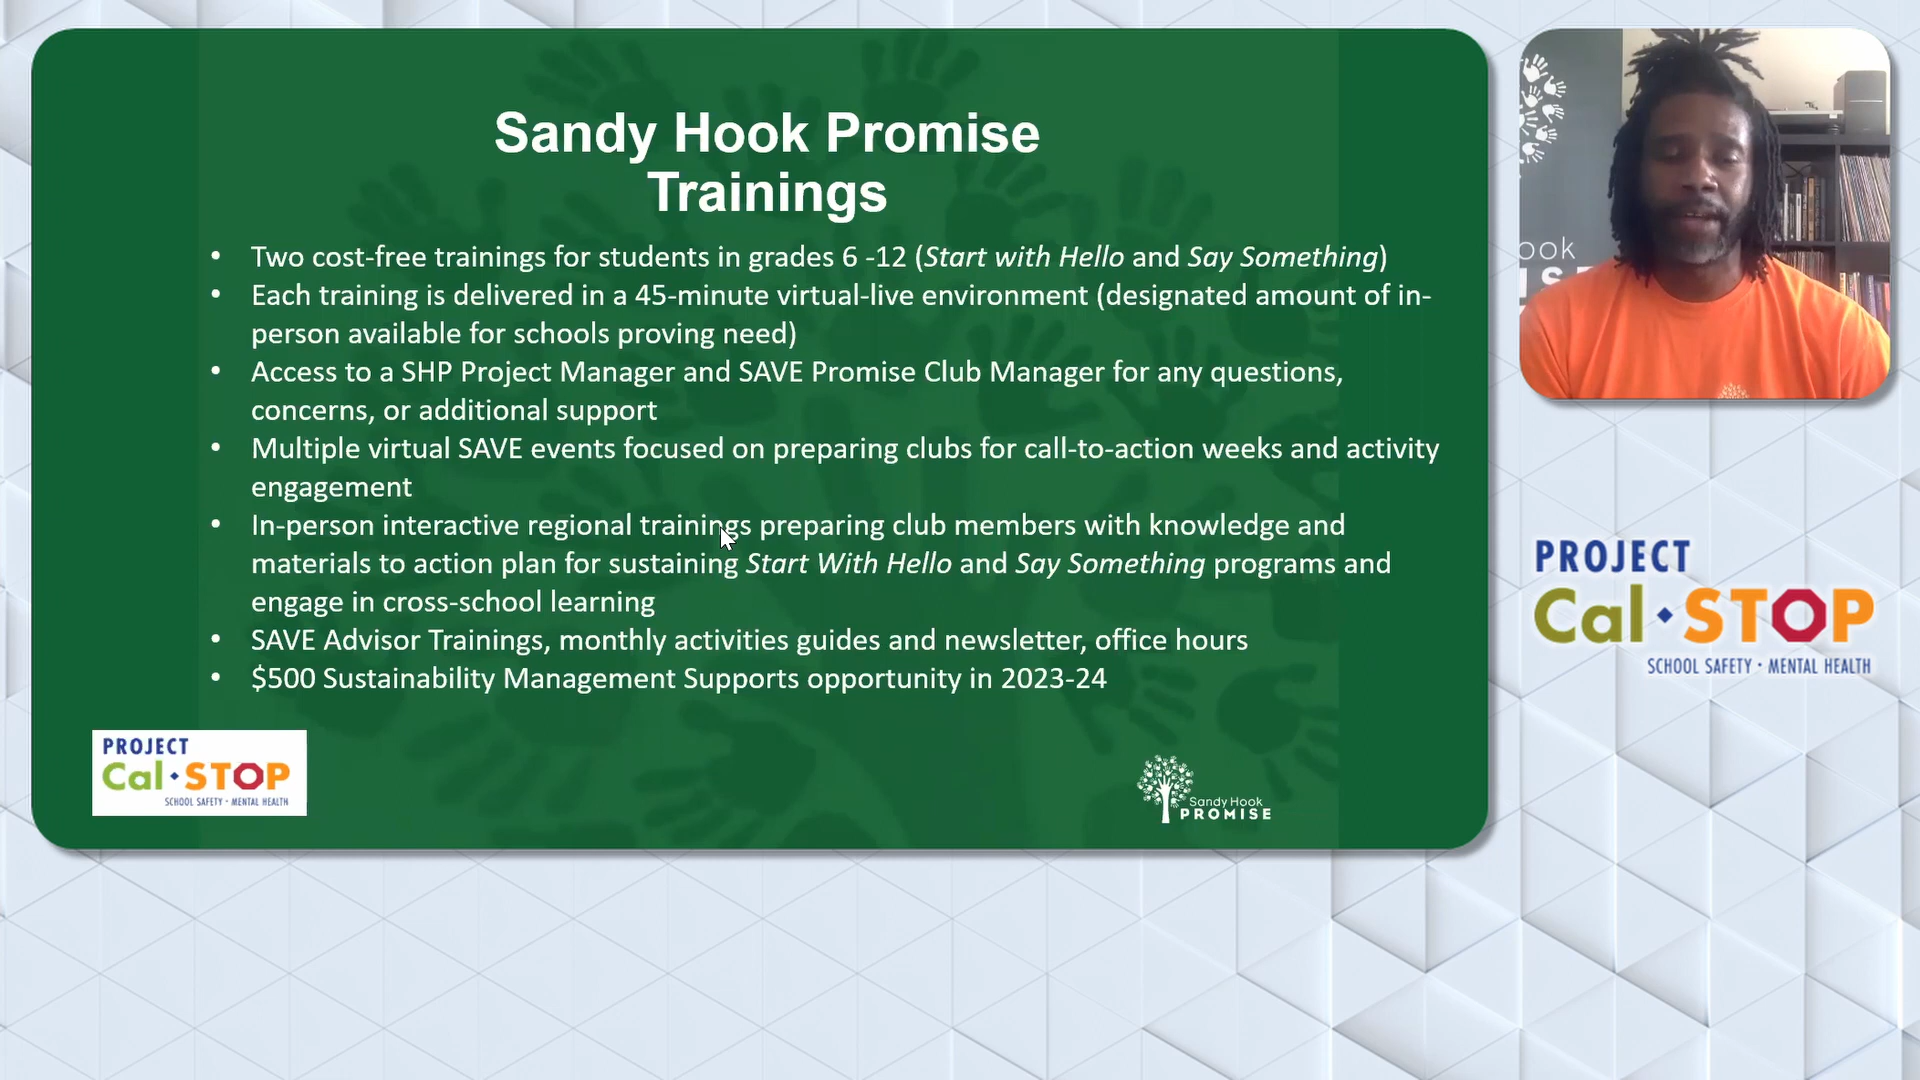 Sandy Hook Promise
Trainings
• Two cost-free trainings for students in grades 6 -12 (Start with Hello and Say Something)
• Each training is delivered in a 45-minute virtual-live environment (designated amount of in-
person available for schools proving need)
• Access to a SHP Project Manager and SAVE Promise Club Manager for any questions,
concerns, or additional support
• Multiple virtual SAVE events focused on preparing clubs for call-to-action weeks and activity
engagement
• In-person interactive regional trainings preparing club members with knowledge and
materials to action plan for sustaining Start With Hello and Say Something programs and
engage in cross-school learning
• SAVE Advisor Trainings, monthly activities guides and newsletter, office hours
• $500 Sustainability Management Supports opportunity in 2023-24
PROJECT
Cal•STOP
SCHOOL SAFETY • MENTAL HEALTH
Sandy Hook
PROMISE
ook
PROJECT
Cal•STOP
SCHOOL SAFETY • MENTAL HEALTH